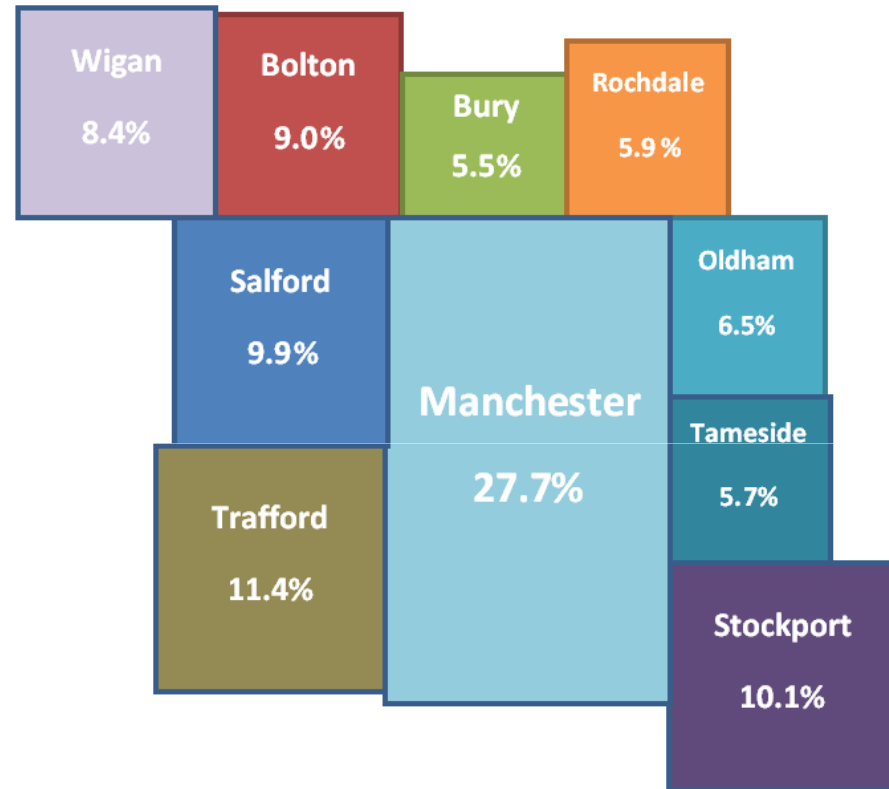 Wigan
8.4%
Bolton
9.0%
Bury
5.5%
Rochdale
5.9%
Salford
9.9%
Manchester
27.7%
Oldham
6.5%
Tameside
5.7%
Trafford
11.4%
Stockport
10.1%